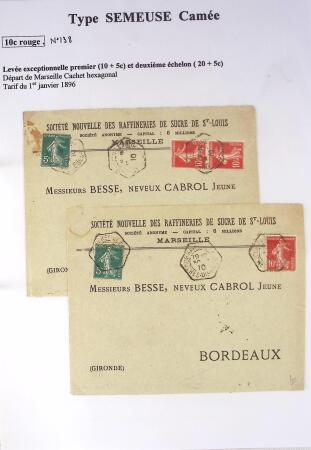 Type SEMEUSE Camée
10c rouge , N°138
Levée exceptionnelle premier (10 + 5c) et deuxième échelon ( 20 + 5c)
Départ de Marseille Cachet hexagonal
Tarif du 1er janvier 1896
SOCIÉTÉ NOUVELLE DES RAFFINERIES DE SUCRE DE ST-LOUIS
SOCIÉTÉ ANONYME - CAPITAL : 6 MILLIONS
MARSEILLE
MESSIEURS BESSE, NEVEUX CABROL JEUNE
(GIRONDE)
SOCIÉTÉ NOUVELLE DES RAFFINERIES DE SUCRE DE ST-LOUIS
SOCIÉTÉ ANONYME - CAPITAL : 6 MILLIONS
MARSEILLE
MESSIEURS BESSE, NEVEUX CABROL JEUNE
BORDEAUX
(GIRONDE)